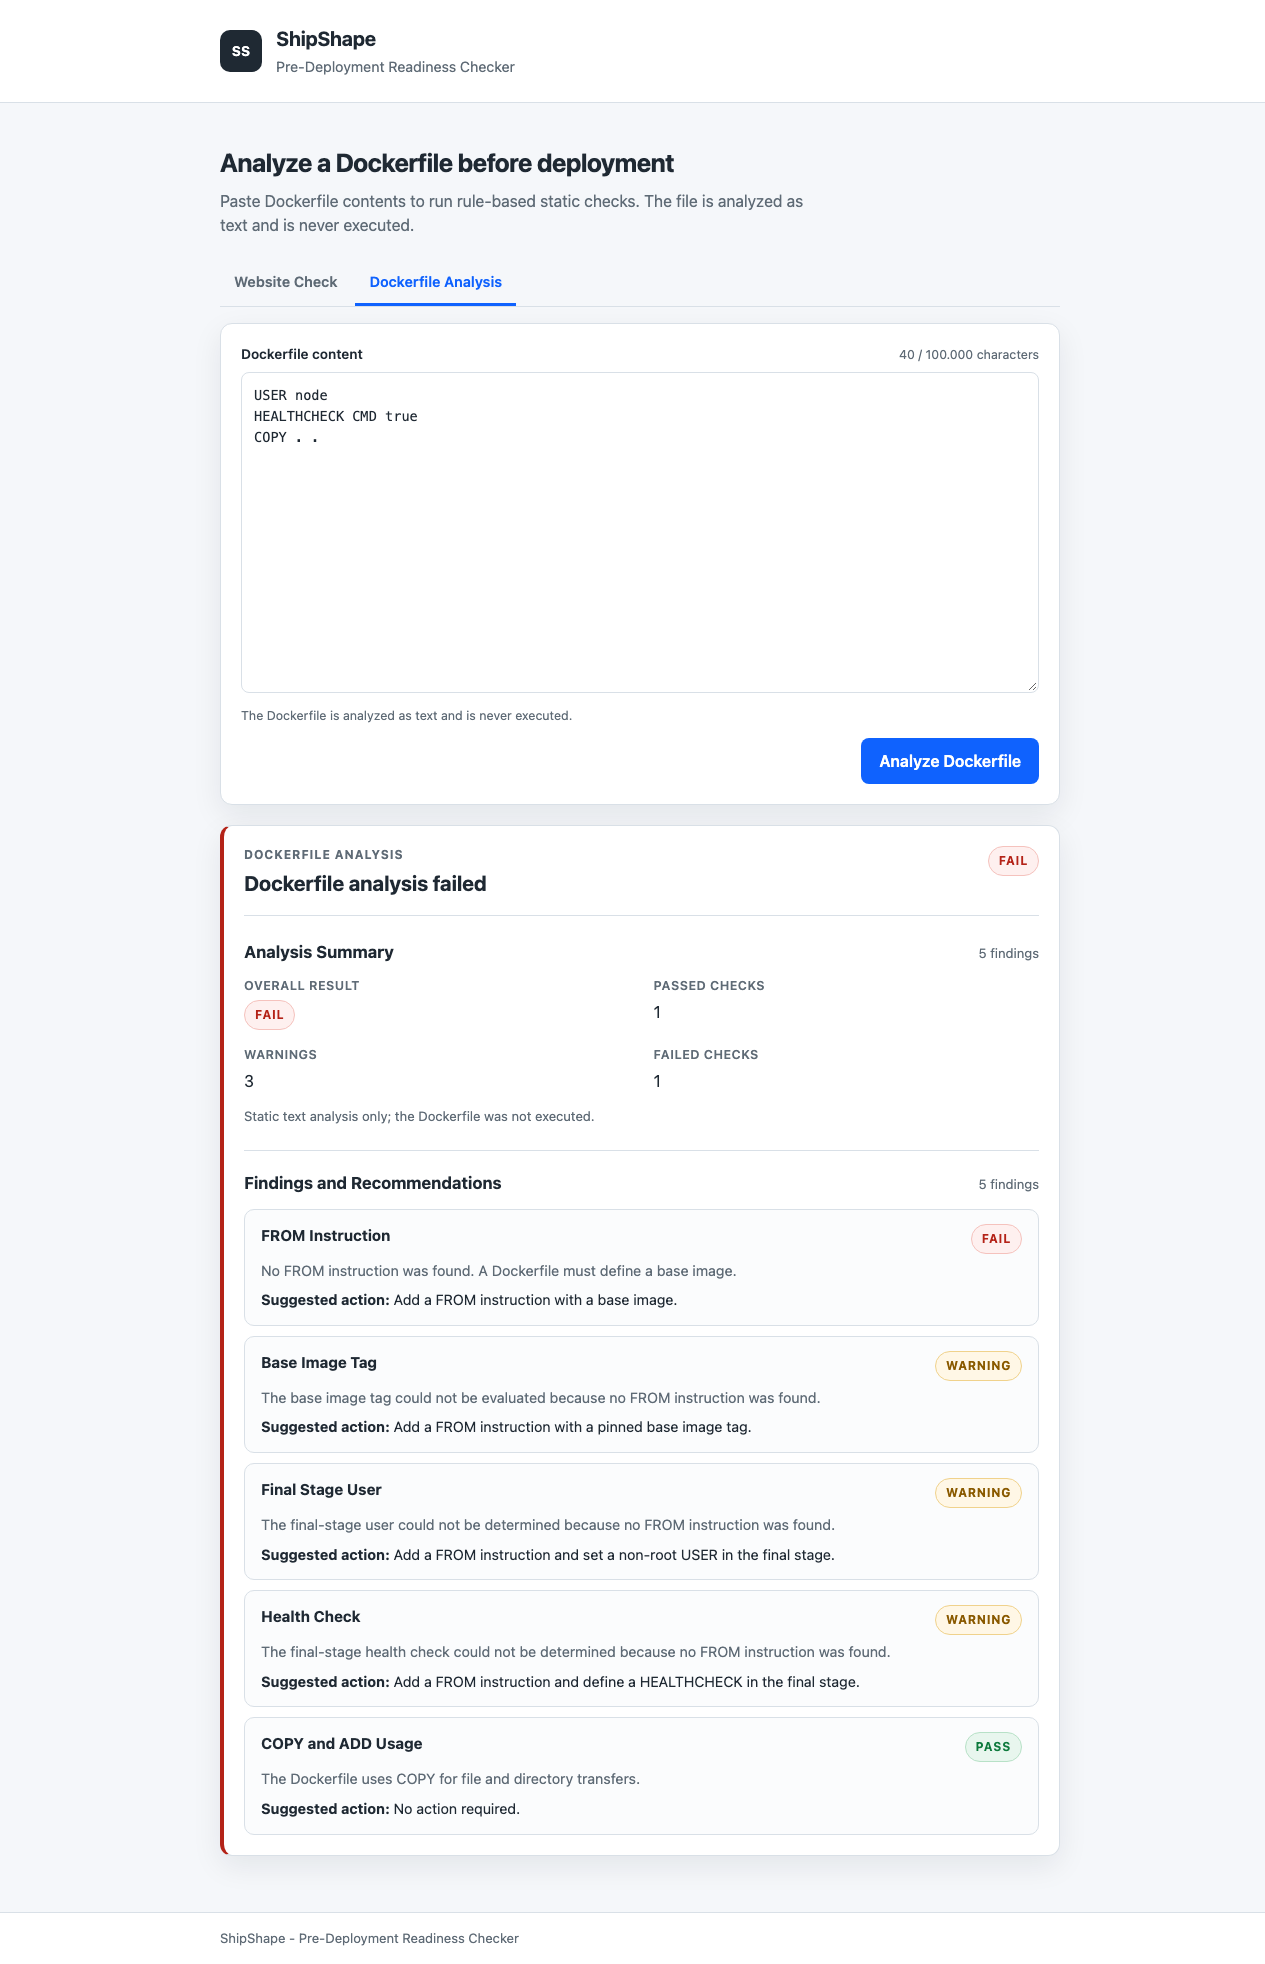 SS
ShipShape
Pre-Deployment Readiness Checker
Analyze a Dockerfile before deployment
Paste Dockerfile contents to run rule-based static checks. The file is analyzed as
text and is never executed.
Website Check
Dockerfile Analysis
Dockerfile content
40 / 100.000 characters
USER node
HEALTHCHECK CMD true
COPY . .
The Dockerfile is analyzed as text and is never executed.
Analyze Dockerfile
DOCKERFILE ANALYSIS
FAIL
Dockerfile analysis failed
Analysis Summary
5 findings
OVERALL RESULT
FAIL
PASSED CHECKS
1
WARNINGS
3
FAILED CHECKS
1
Static text analysis only; the Dockerfile was not executed.
Findings and Recommendations
5 findings
FROM Instruction
FAIL
No FROM instruction was found. A Dockerfile must define a base image.
Suggested action: Add a FROM instruction with a base image.
Base Image Tag
WARNING
The base image tag could not be evaluated because no FROM instruction was found.
Suggested action: Add a FROM instruction with a pinned base image tag.
Final Stage User
WARNING
The final-stage user could not be determined because no FROM instruction was found.
Suggested action: Add a FROM instruction and set a non-root USER in the final stage.
Health Check
WARNING
The final-stage health check could not be determined because no FROM instruction was found.
Suggested action: Add a FROM instruction and define a HEALTHCHECK in the final stage.
COPY and ADD Usage
PASS
The Dockerfile uses COPY for file and directory transfers.
Suggested action: No action required.
ShipShape - Pre-Deployment Readiness Checker